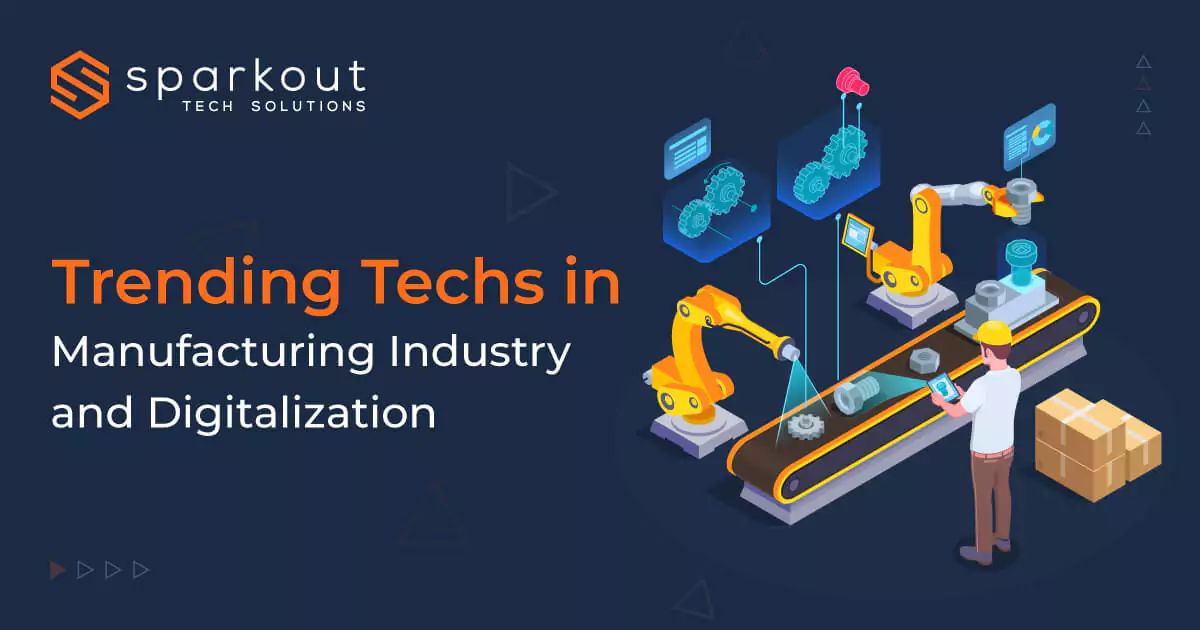 sparkout
TECH SOLUTIONS
Trending Techs in
Manufacturing Industry
and Digitalization